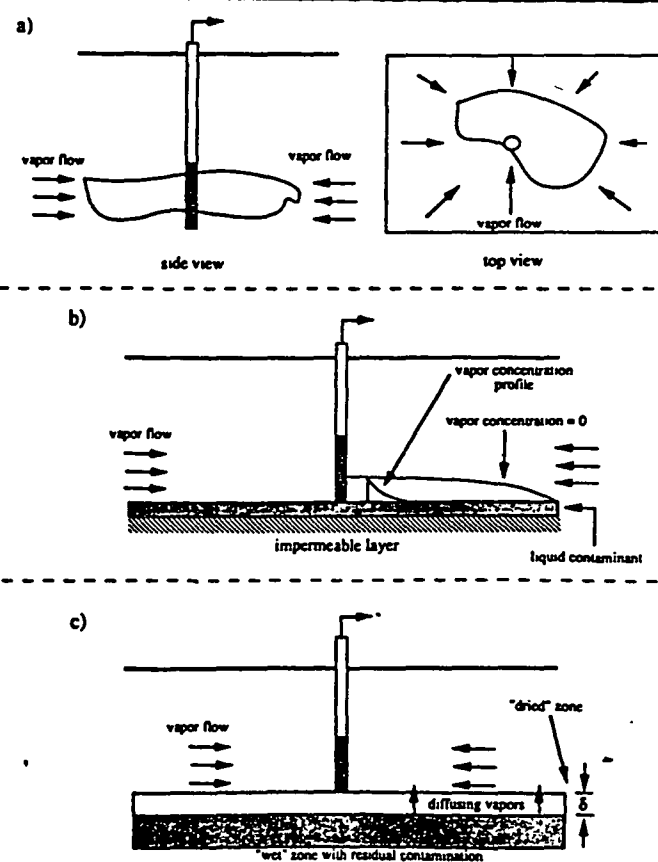 a)
vapor flow
vapor flow
vapor flow
side view
top view
b)
vapor concentration
profile
vapor flow
vapor concentration = 0
impermeable layer
liquid contaminant
c)
"dried" zone
vapor flow
diffusing vapors
δ
"wet" zone with residual contamination